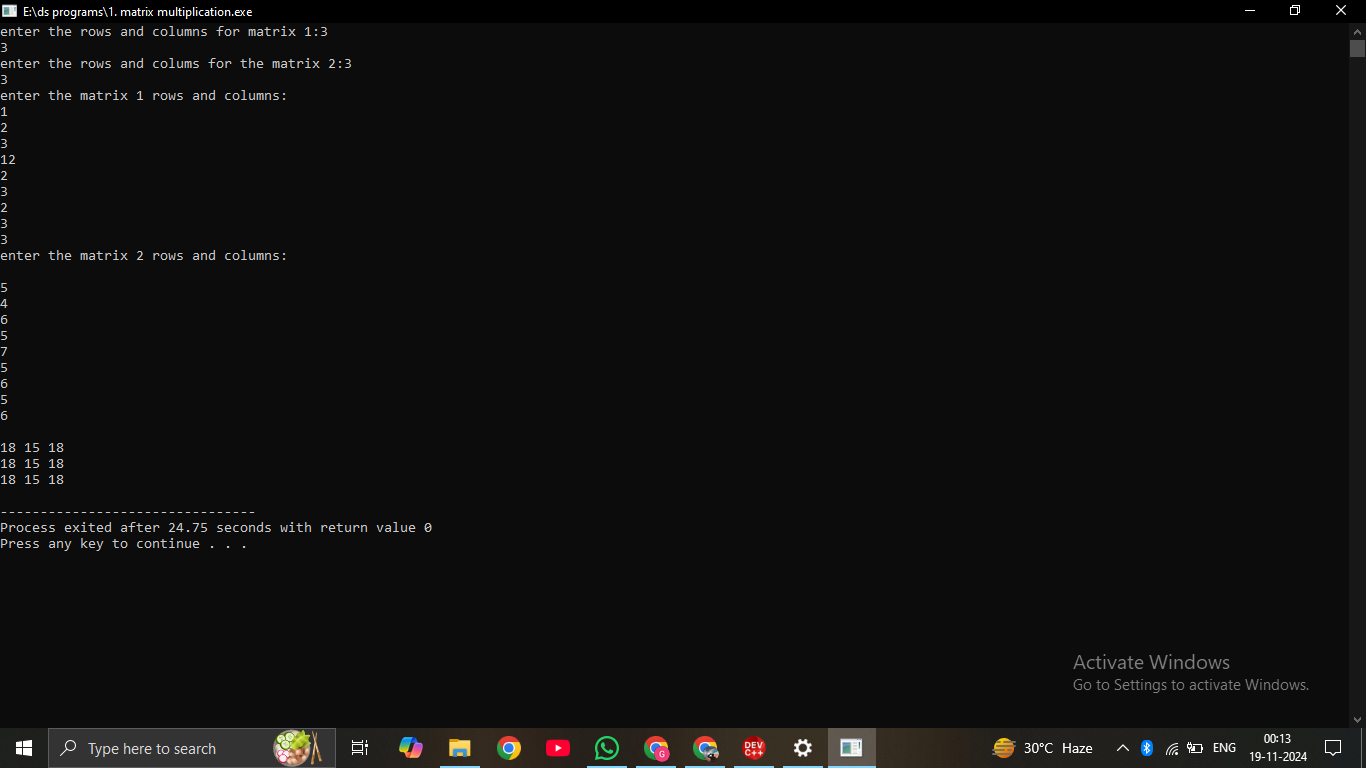 E:\ds programs\1. matrix multiplication.exe
enter the rows and columns for matrix 1:3
3
enter the rows and colums for the matrix 2:3
3
enter the matrix 1 rows and columns:
1
2
3
12
2
3
2
3
3
enter the matrix 2 rows and columns:
5
4
6
5
7
5
6
5
6
18 15 18
18 15 18
18 15 18
--------------------------------
Process exited after 24.75 seconds with return value 0
Press any key to continue . . .
Activate Windows
Go to Settings to activate Windows.
Type here to search
G
DEV
C++
30°C Haze
ENG
00:13
19-11-2024